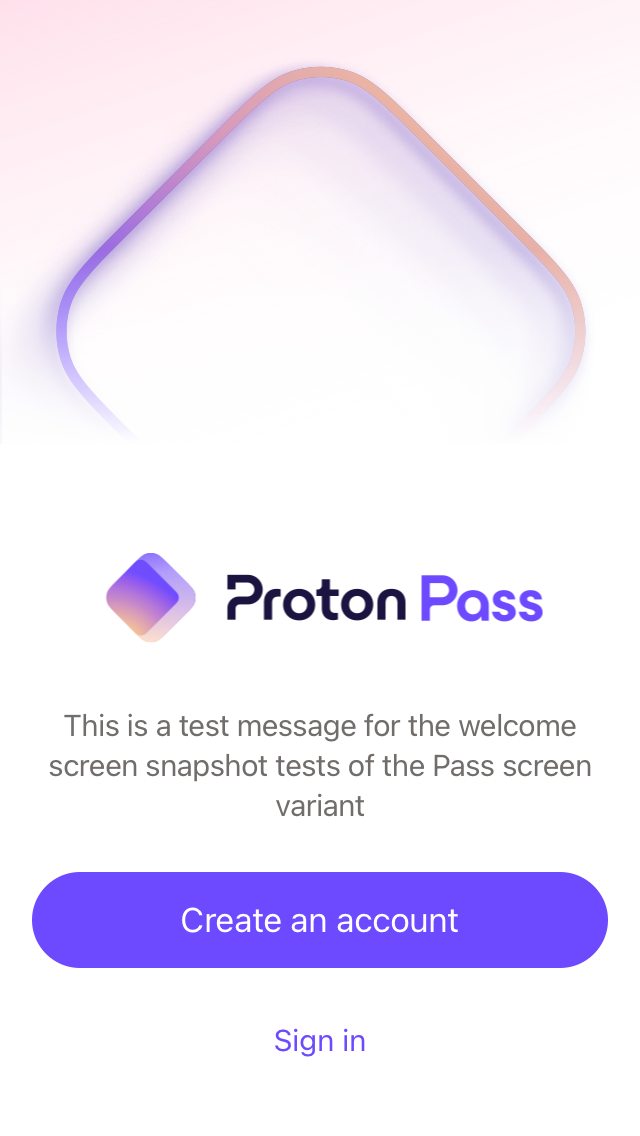 Proton Pass
This is a test message for the welcome
screen snapshot tests of the Pass screen
variant
Create an account
Sign in